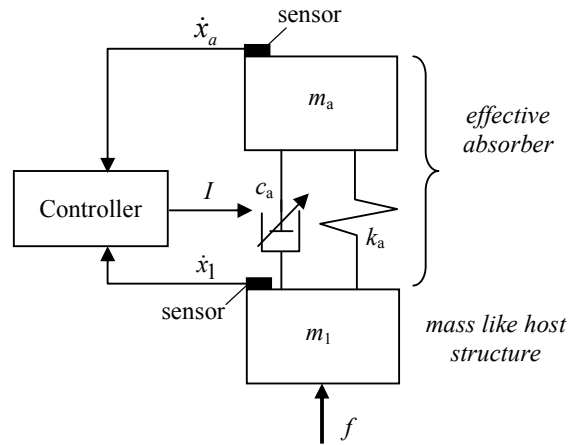 sensor
ẋₐ
mₐ
effective
absorber
Controller
I
cₐ
kₐ
ẋ1
sensor
m₁
mass like host
structure
f